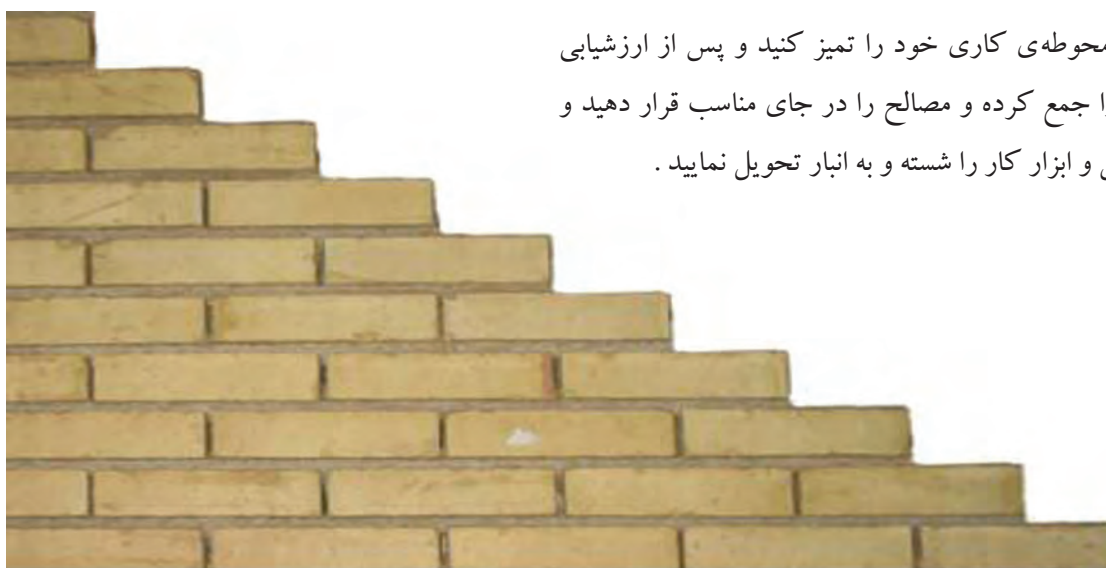 محوطه‌ی کاری خود را تمیز کنید و پس از ارزشیابی
جمع کرده و مصالح را در جای مناسب قرار دهید و
و ابزار کار را شسته و به انبار تحویل نمایید .